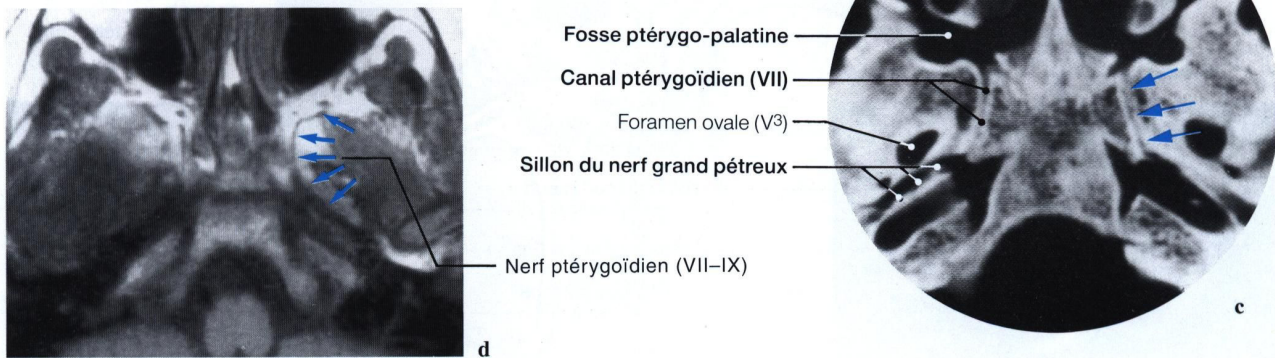 Fosse ptérygo-palatine
Canal ptérygoïdien (VII)
Foramen ovale (V³)
Sillon du nerf grand pétreux
Nerf ptérygoïdien (VII–IX)
c
d